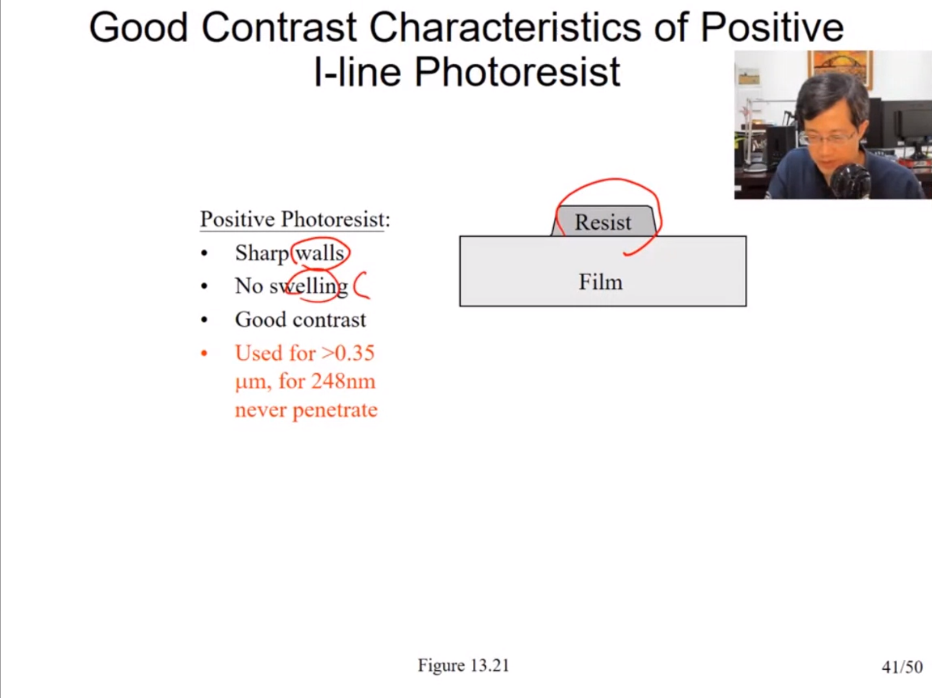 Good Contrast Characteristics of Positive
I-line Photoresist
Positive Photoresist:
• Sharp walls
• No swelling (
• Good contrast
• Used for >0.35
μm, for 248nm
never penetrate
Resist
Film
Figure 13.21
41/50